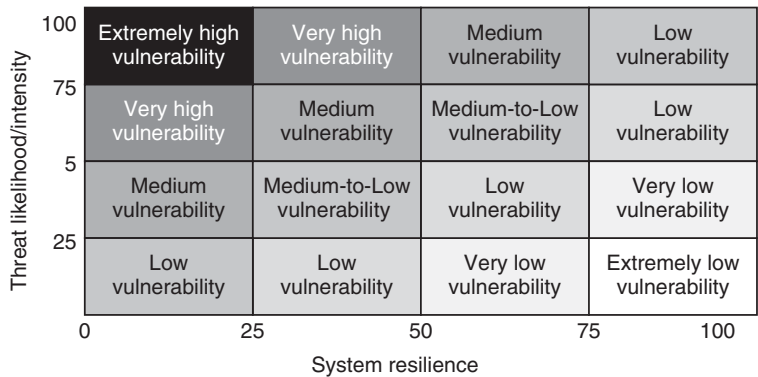 Threat likelihood/intensity
100
Extremely high
vulnerability
Very high
vulnerability
Medium
vulnerability
Low
vulnerability
75
Very high
vulnerability
Medium
vulnerability
Medium-to-Low
vulnerability
Low
vulnerability
5
Medium
vulnerability
Medium-to-Low
vulnerability
Low
vulnerability
Very low
vulnerability
25
Low
vulnerability
Low
vulnerability
Very low
vulnerability
Extremely low
vulnerability
0 25 50 75 100
System resilience